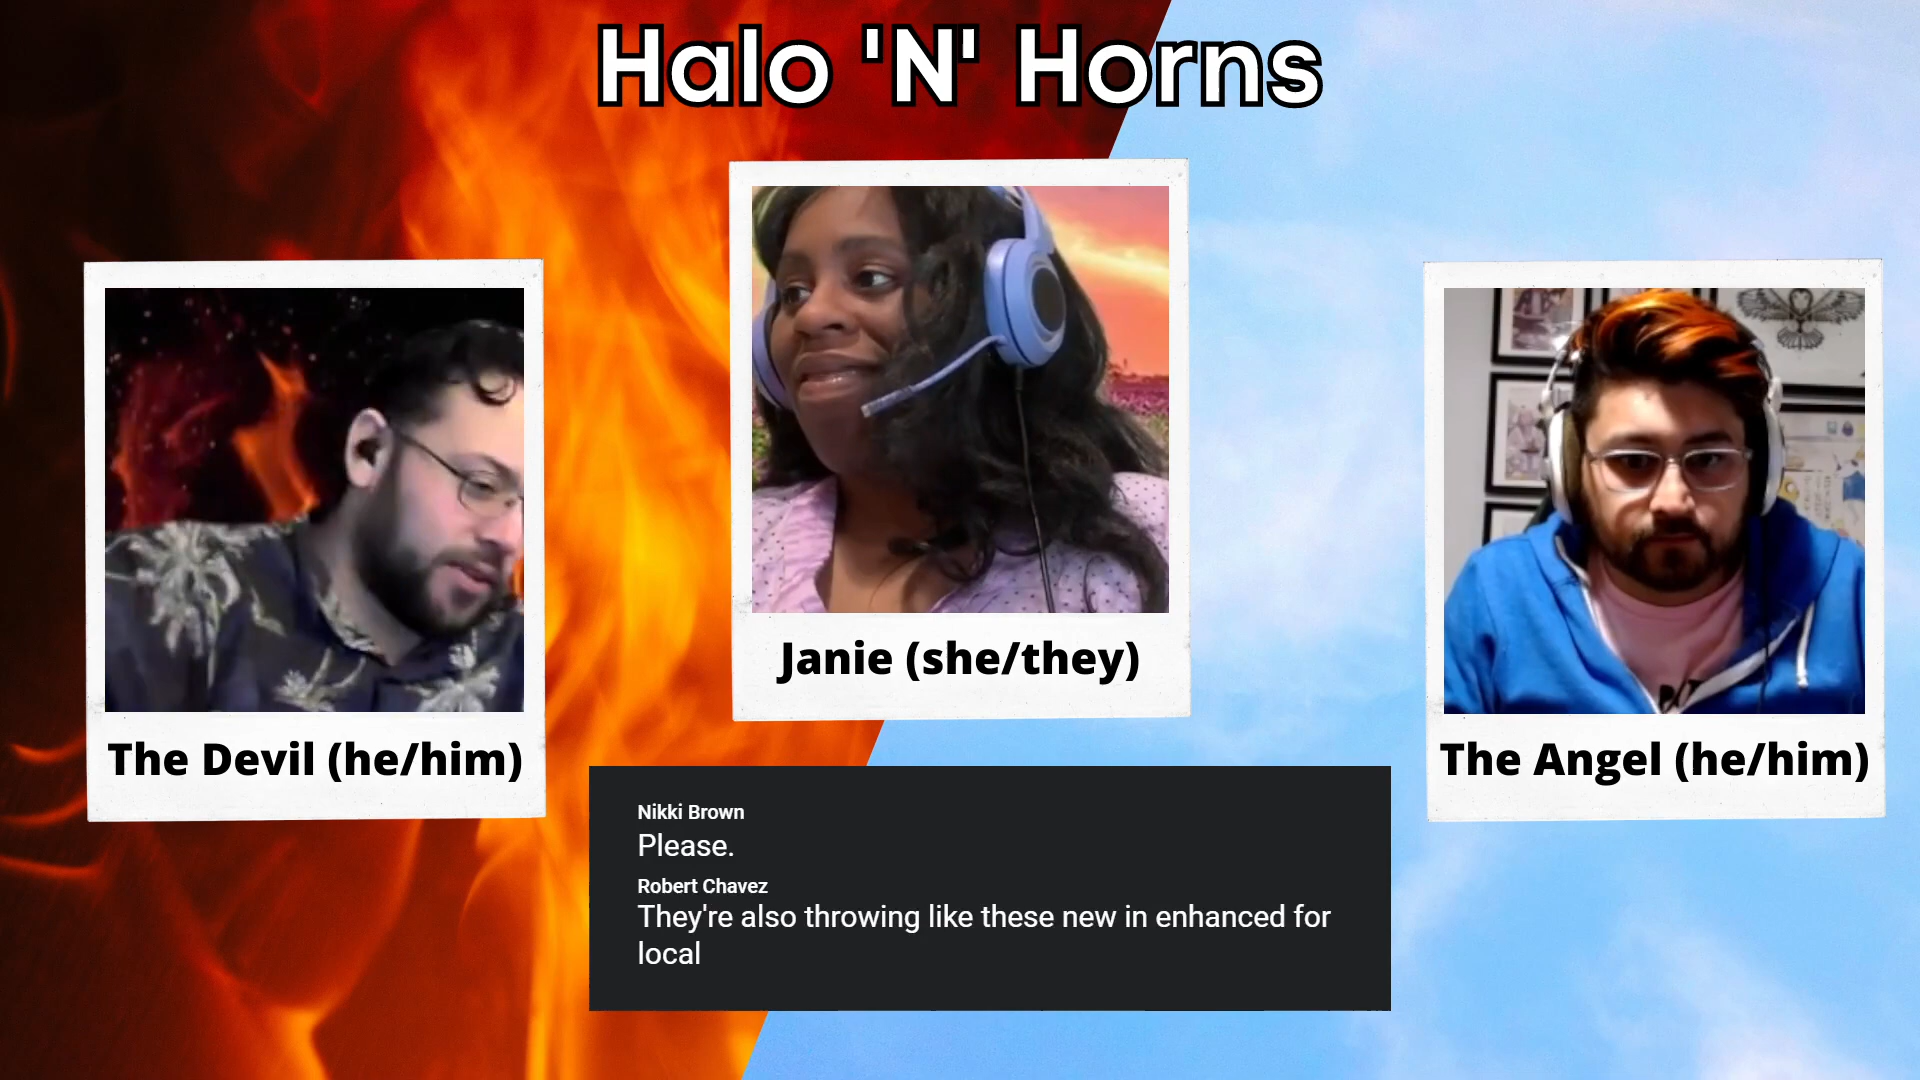 Halo 'N' Horns
Janie (she/they)
The Devil (he/him)
The Angel (he/him)
Nikki Brown
Please.
Robert Chavez
They're also throwing like these new in enhanced for
local